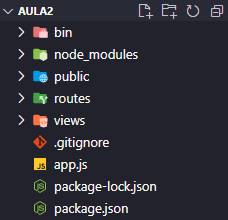 AULA2
bin
node_modules
public
routes
views
.gitignore
app.js
package-lock.json
package.json